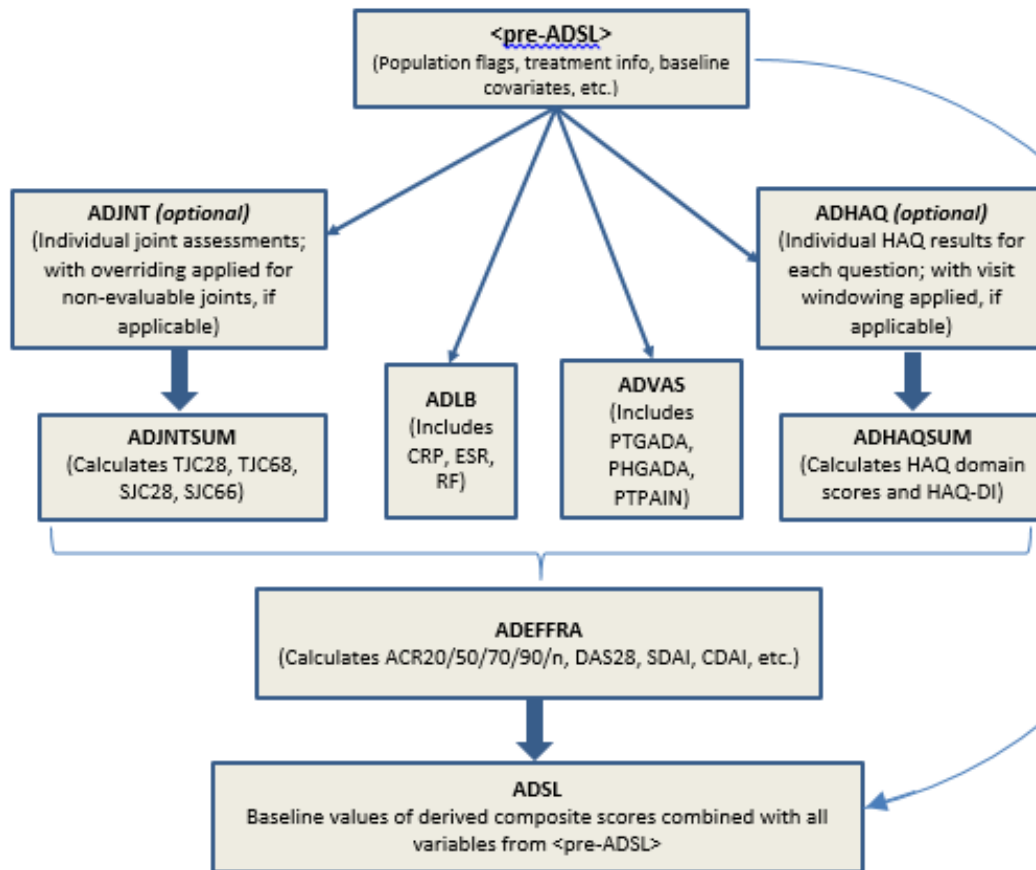 <pre-ADSL>
(Population flags, treatment info, baseline
covariates, etc.)
ADJNT (optional)
(Individual joint assessments;
with overriding applied for
non-evaluable joints, if
applicable)
ADHAQ (optional)
(Individual HAQ results for
each question; with visit
windowing applied, if
applicable)
ADJNTSUM
(Calculates TJC28, TJC68,
SJC28, SJC66)
ADLB
(Includes
CRP, ESR,
RF)
ADVAS
(Includes
PTGADA,
PHGADA,
PTPAIN)
ADHAQSUM
(Calculates HAQ domain
scores and HAQ-DI)
ADEFFRA
(Calculates ACR20/50/70/90/n, DAS28, SDAI, CDAI, etc.)
ADSL
Baseline values of derived composite scores combined with all
variables from <pre-ADSL>